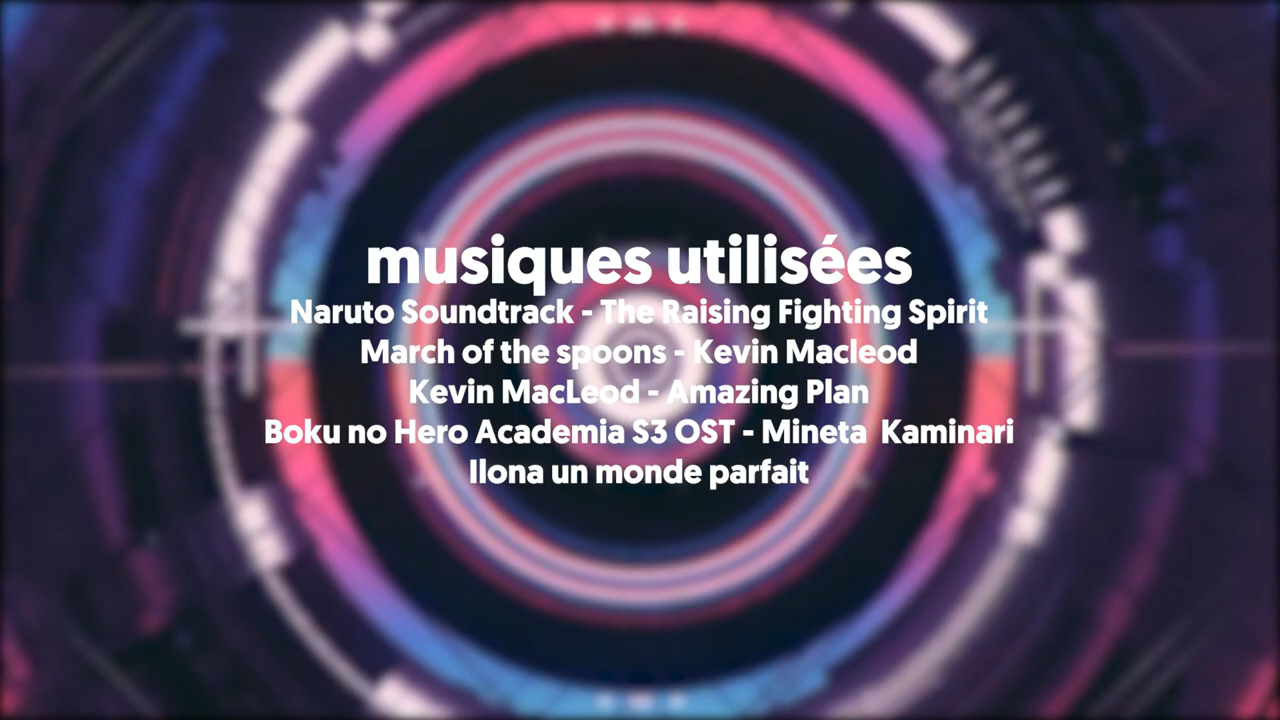 musiques utilisées
Naruto Soundtrack - The Raising Fighting Spirit
March of the spoons - Kevin Macleod
Kevin MacLeod - Amazing Plan
Boku no Hero Academia S3 OST - Mineta  Kaminari
Ilona un monde parfait